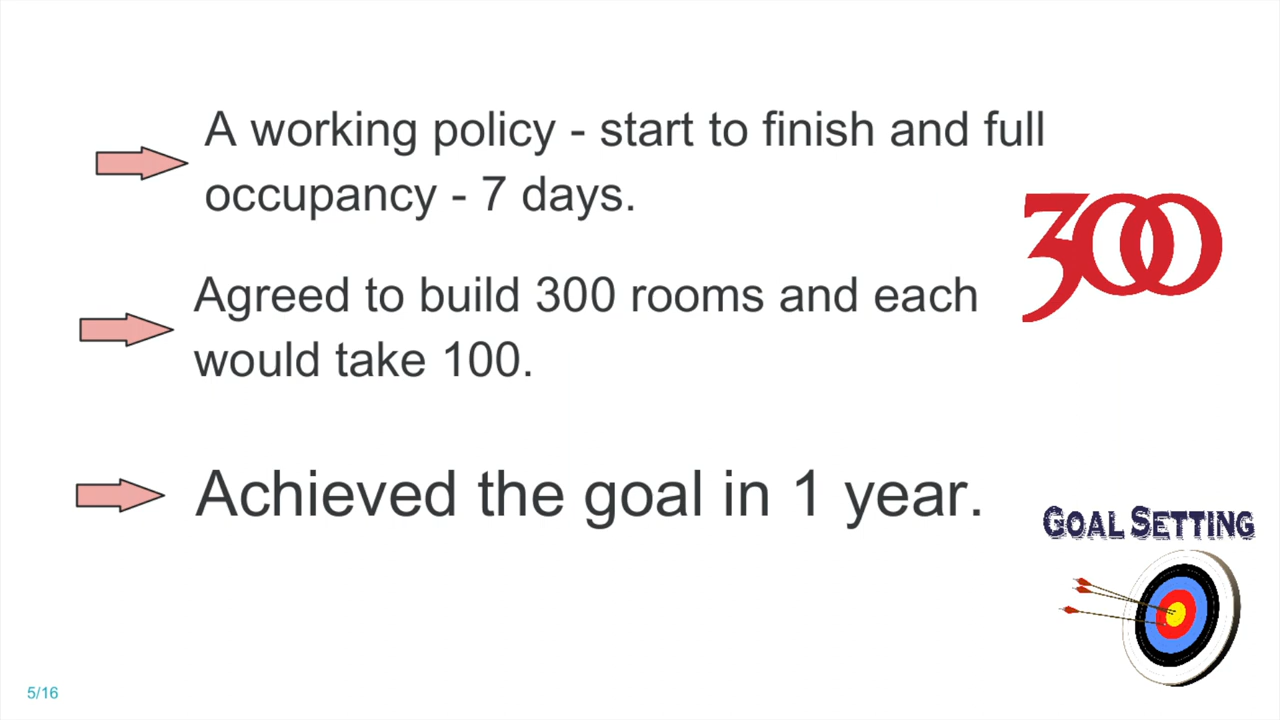 A working policy - start to finish and full
occupancy - 7 days.
300
Agreed to build 300 rooms and each
would take 100.
Achieved the goal in 1 year.
GOAL SETTING
5/16